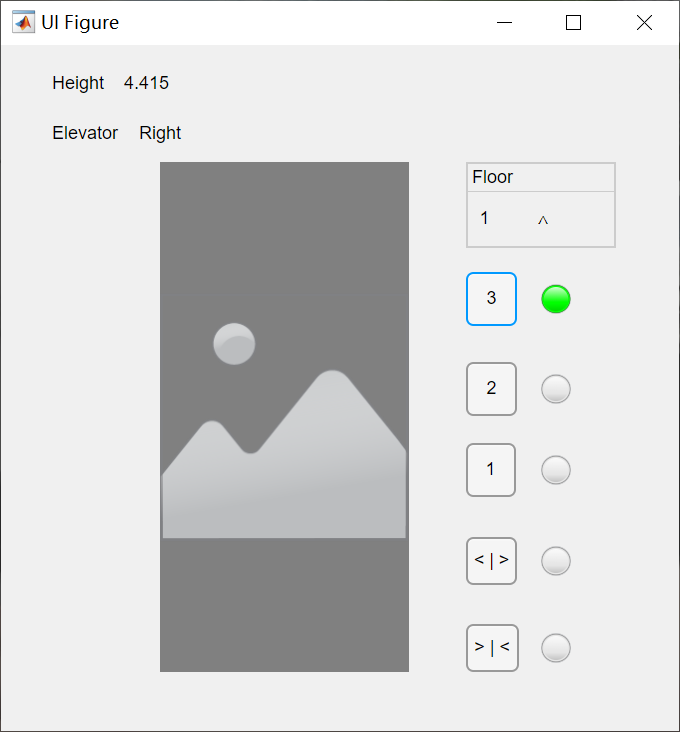 UI Figure
Height 4.415
Elevator Right
Floor
1 ^
3
2
1
< | >
> | <